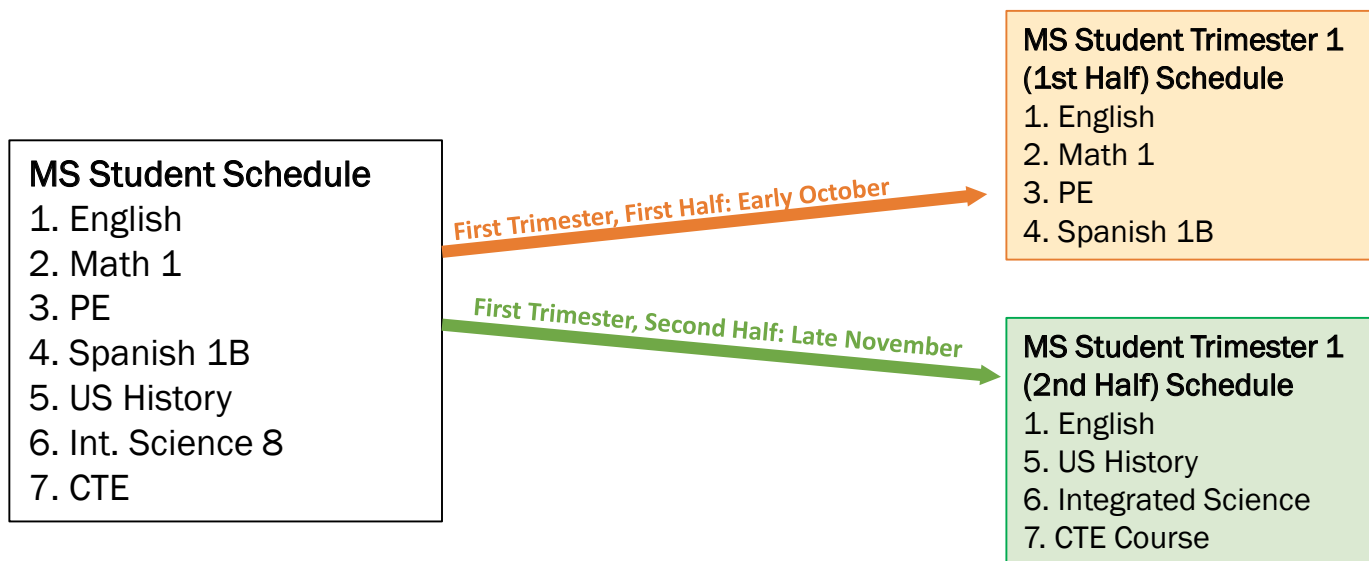 MS Student Schedule
1. English
2. Math 1
3. PE
4. Spanish 1B
5. US History
6. Int. Science 8
7. CTE
First Trimester, First Half: Early October
First Trimester, Second Half: Late November
MS Student Trimester 1
(1st Half) Schedule
1. English
2. Math 1
3. PE
4. Spanish 1B
MS Student Trimester 1
(2nd Half) Schedule
1. English
5. US History
6. Integrated Science
7. CTE Course